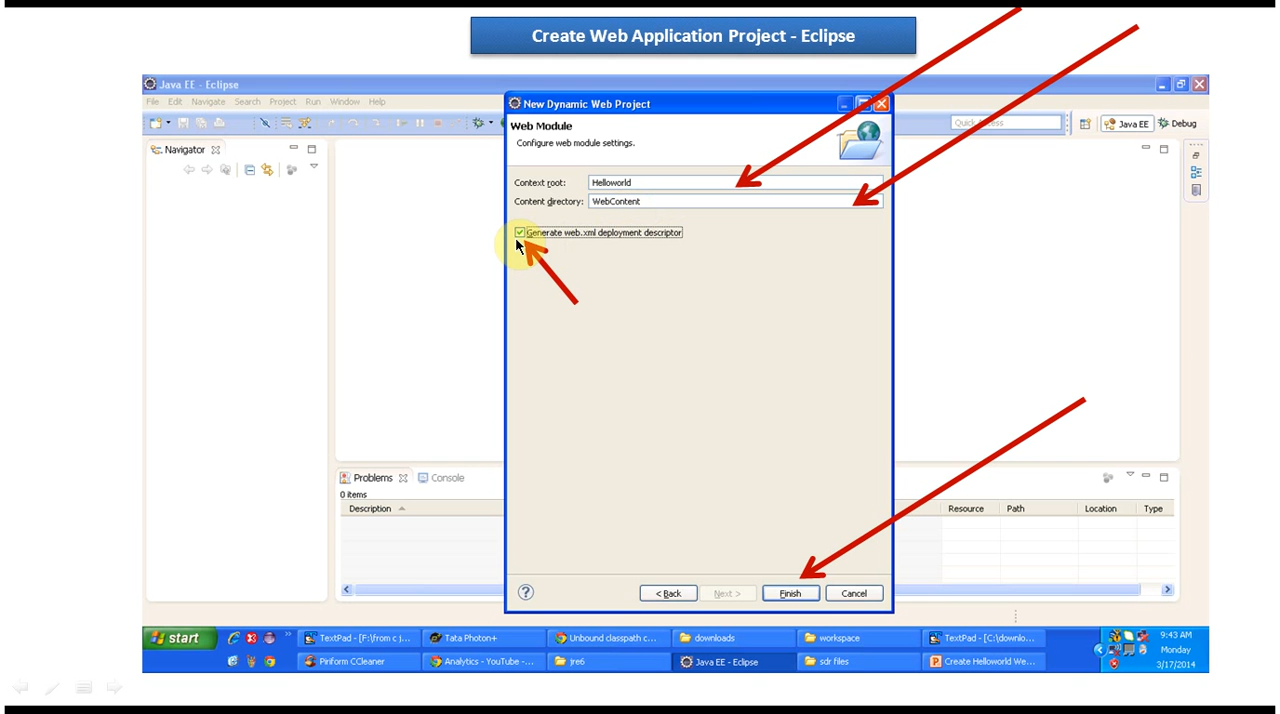 Create Web Application Project - Eclipse
Java EE - Eclipse
File Edit Navigate Search Project Run Window Help
Quick Access
Java EE
Debug
Navigator
New Dynamic Web Project
Web Module
Configure web module settings.
Context root: Helloworld
Content directory: WebContent
Generate web.xml deployment descriptor
Problems
Console
0 items
Description Resource Path Location Type
?
< Back
Next >
Finish
Cancel
start
TextPad - [F:\from c j...
Tata Photon+
Unbound classpath c...
downloads
workspace
TextPad - [C:\downlo...
9:43 AM
Piriform CCleaner
Analytics - YouTube -...
jre6
Java EE - Eclipse
sdr files
Create Helloworld We...
Monday
3/17/2014